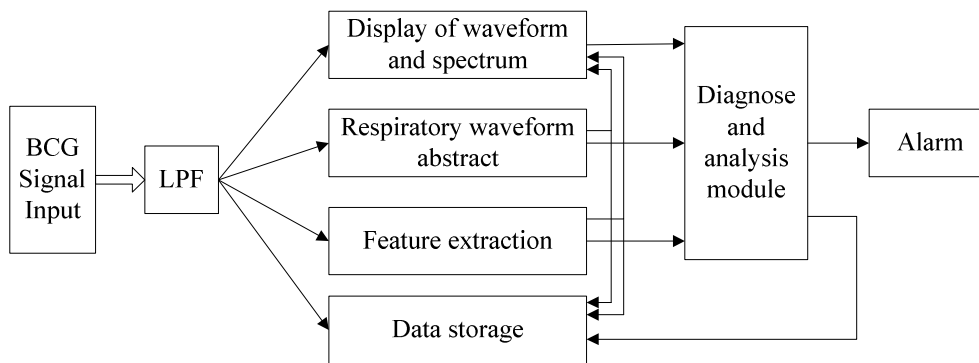 BCG
Signal
Input
LPF
Display of waveform
and spectrum
Respiratory waveform
abstract
Feature extraction
Data storage
Diagnose
and
analysis
module
Alarm